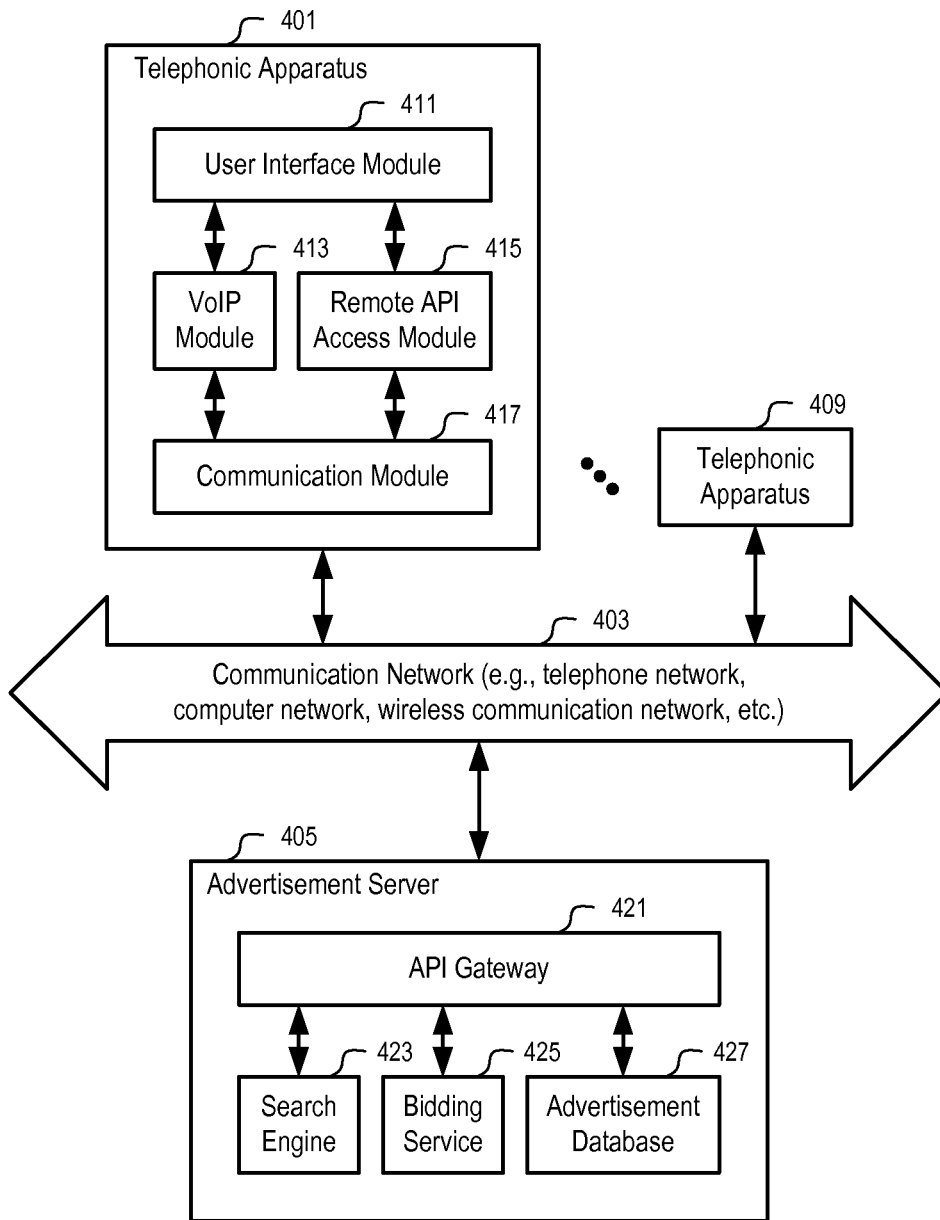 401
Telephonic Apparatus
411
User Interface Module
413
VoIP
Module
415
Remote API
Access Module
417
Communication Module
409
Telephonic
Apparatus
403
Communication Network (e.g., telephone network,
computer network, wireless communication network, etc.)
405
Advertisement Server
421
API Gateway
423
Search
Engine
425
Bidding
Service
427
Advertisement
Database